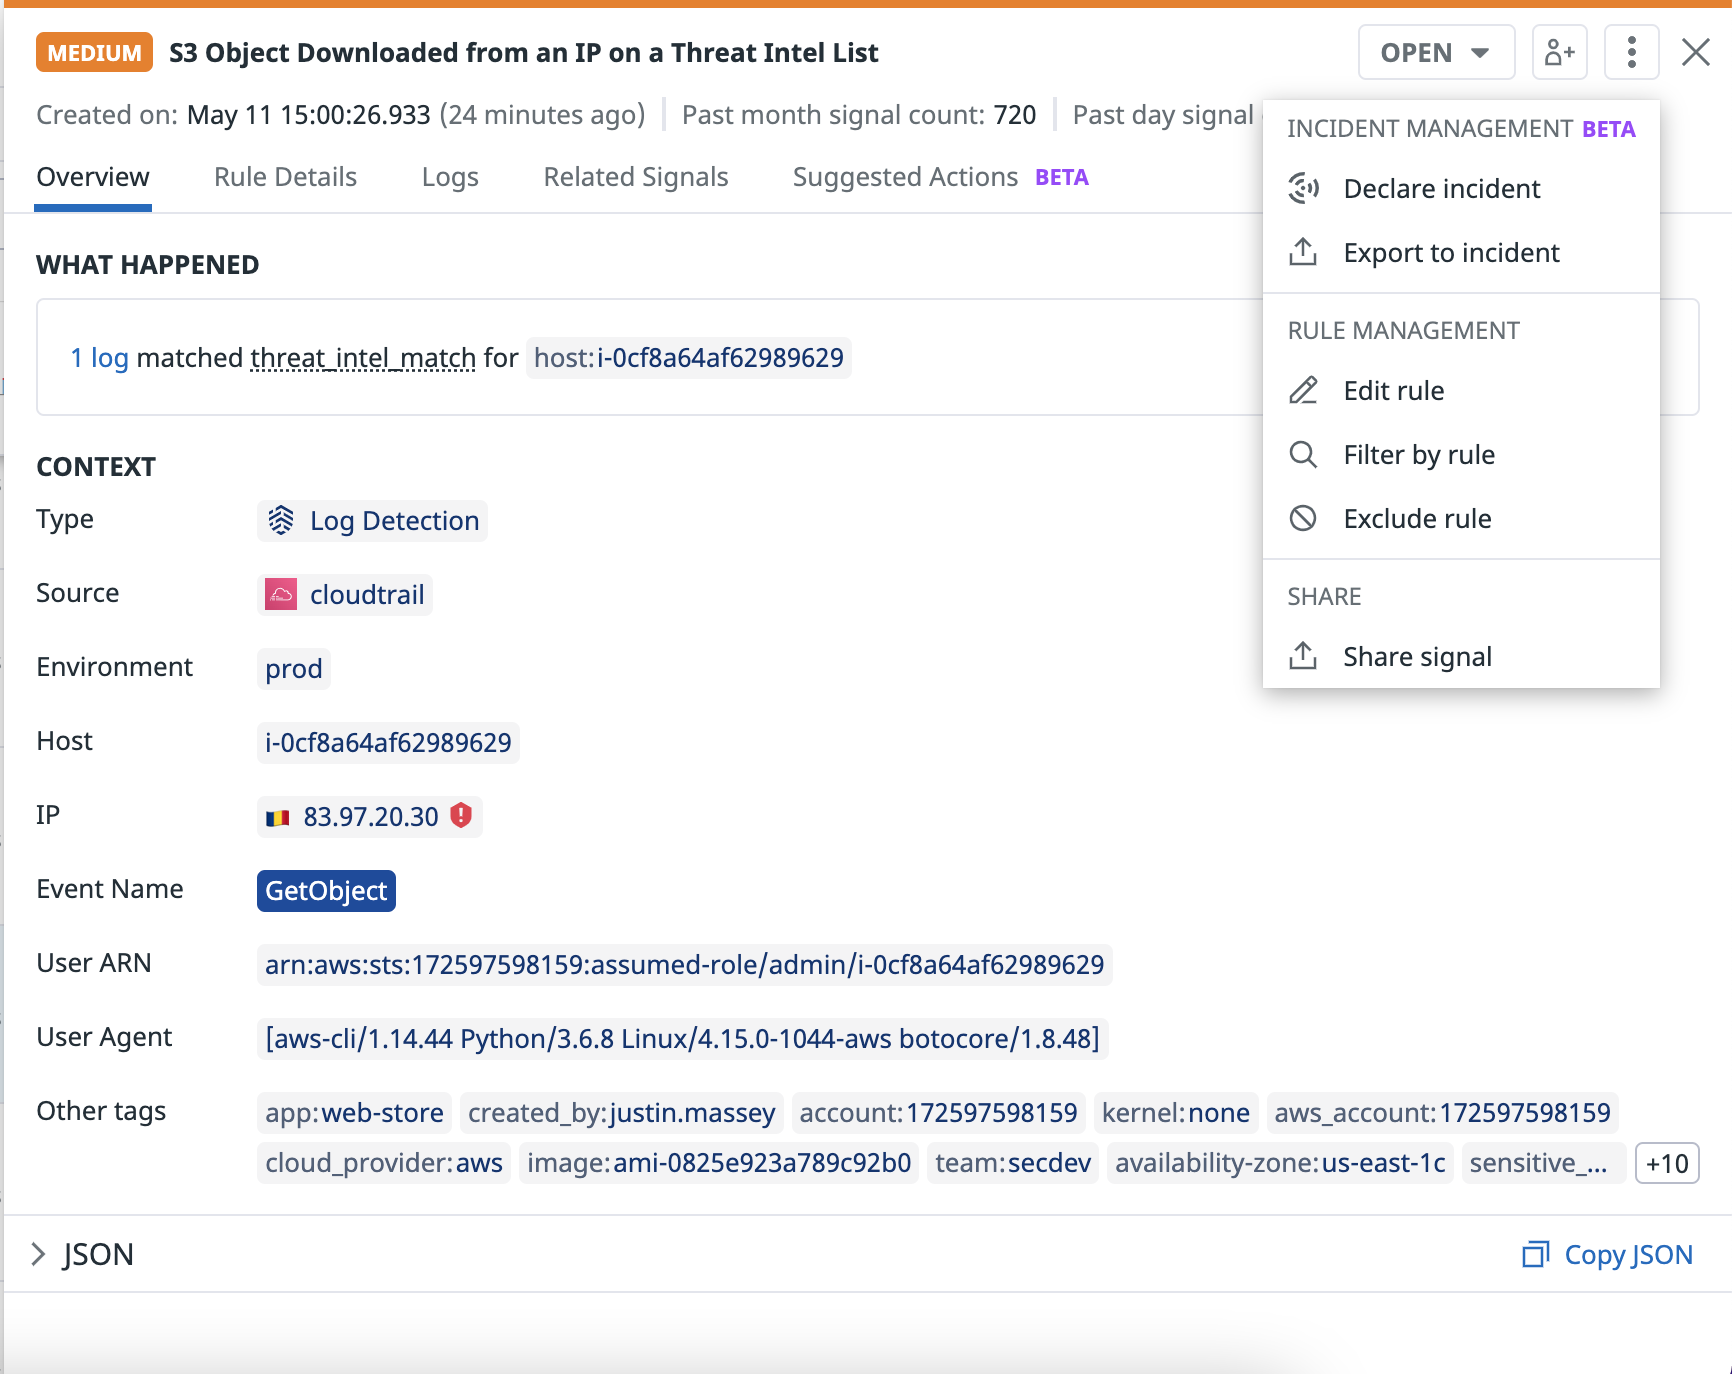 MEDIUM S3 Object Downloaded from an IP on a Threat Intel List OPEN
Created on: May 11 15:00:26.933 (24 minutes ago) Past month signal count: 720 Past day signal
Overview Rule Details Logs Related Signals Suggested Actions BETA
INCIDENT MANAGEMENT BETA
Declare incident
Export to incident
RULE MANAGEMENT
Edit rule
Filter by rule
Exclude rule
SHARE
Share signal
WHAT HAPPENED
1 log matched threat_intel_match for host:i-0cf8a64af62989629
CONTEXT
Type Log Detection
Source cloudtrail
Environment prod
Host i-0cf8a64af62989629
IP 83.97.20.30
Event Name GetObject
User ARN arn:aws:sts:172597598159:assumed-role/admin/i-0cf8a64af62989629
User Agent [aws-cli/1.14.44 Python/3.6.8 Linux/4.15.0-1044-aws botocore/1.8.48]
Other tags app:web-store created_by:justin.massey account:172597598159 kernel:none aws_account:172597598159
cloud_provider:aws image:ami-0825e923a789c92b0 team:secdev availability-zone:us-east-1c sensitive_... +10
JSON Copy JSON